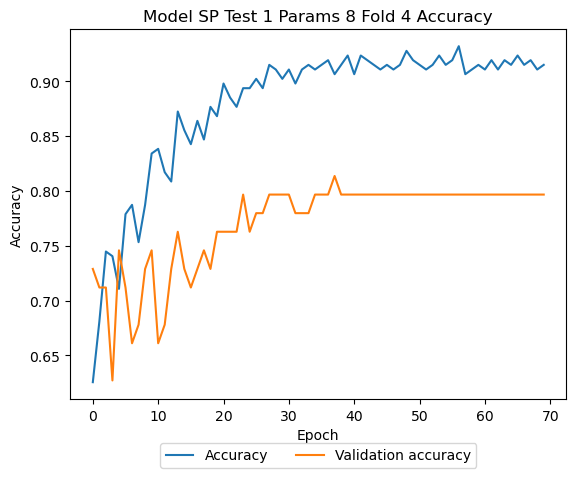 Model SP Test 1 Params 8 Fold 4 Accuracy
Accuracy
0.90
0.85
0.80
0.75
0.70
0.65
0 10 20 30 40 50 60 70
Epoch
Accuracy Validation accuracy